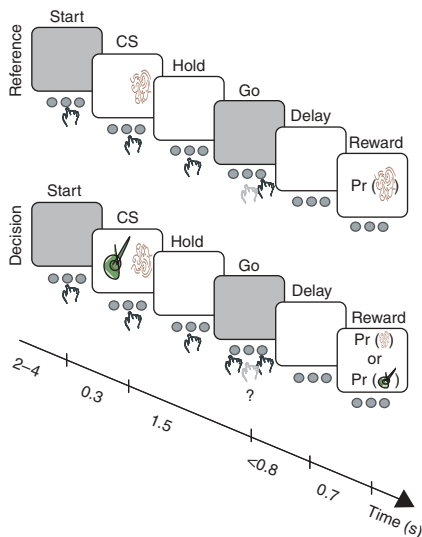 Reference
Start
CS
Hold
Go
Delay
Reward
Pr ( )
Decision
Start
CS
Hold
Go
?
Delay
Reward
Pr ( )
or
Pr ( )
2–4
0.3
1.5
<0.8
0.7
Time (s)